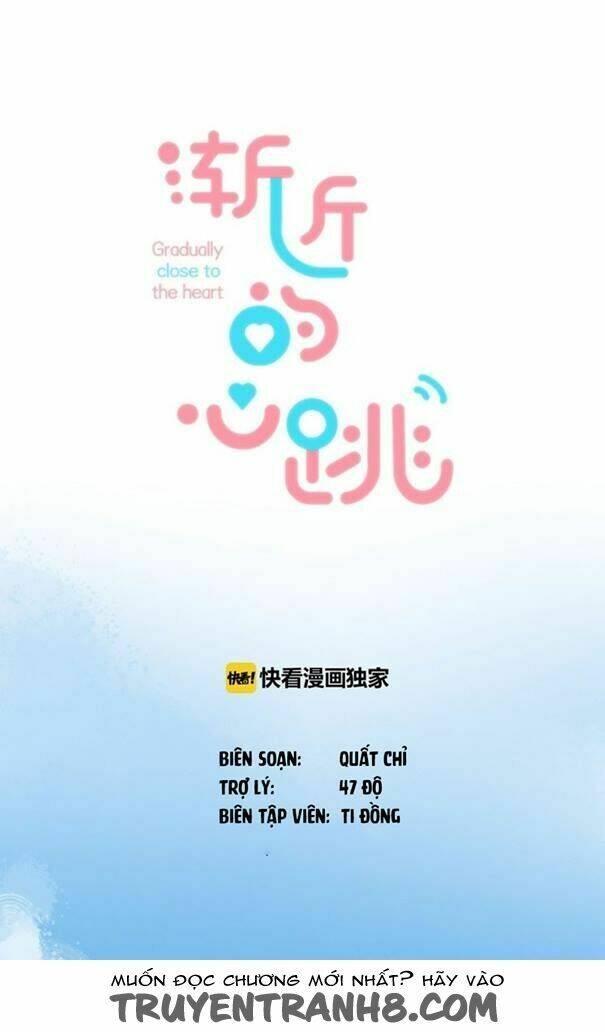 渐近
Gradually
close to
the heart
的
心跳
快看! 快看漫画独家
BIÊN SOẠN: QUẤT CHỈ
TRỢ LÝ: 47 ĐỘ
BIÊN TẬP VIÊN: TI ĐỒNG
MUỐN ĐỌC CHƯƠNG MỚI NHẤT? HÃY VÀO
TRUYENTRANH8.COM